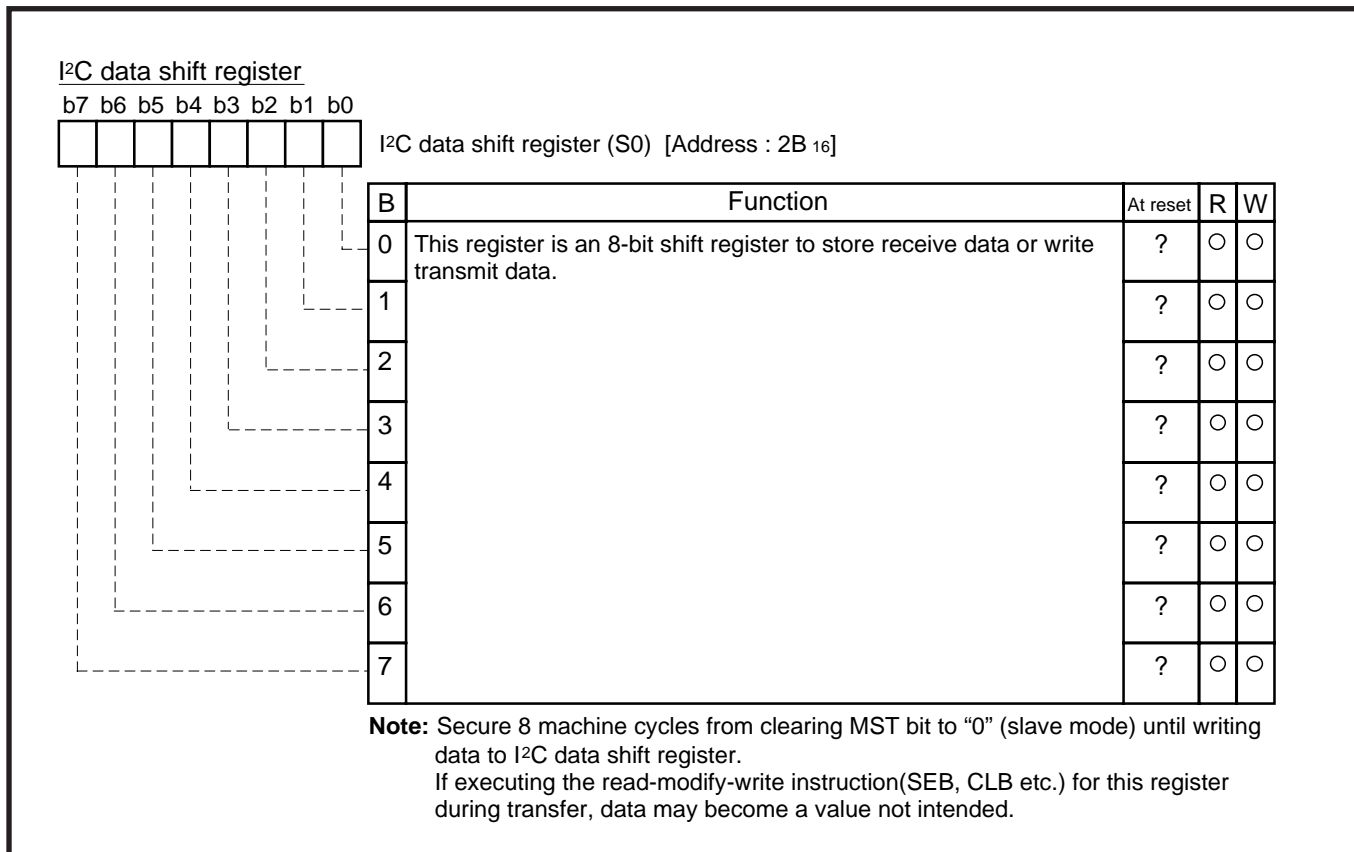 I²C data shift register
b7 b6 b5 b4 b3 b2 b1 b0
I²C data shift register (S0) [Address : 2B 16]
B Function At reset R W
0 This register is an 8-bit shift register to store receive data or write ? ○ ○
transmit data.
1 ? ○ ○
2 ? ○ ○
3 ? ○ ○
4 ? ○ ○
5 ? ○ ○
6 ? ○ ○
7 ? ○ ○
Note: Secure 8 machine cycles from clearing MST bit to “0” (slave mode) until writing
data to I²C data shift register.
If executing the read-modify-write instruction(SEB, CLB etc.) for this register
during transfer, data may become a value not intended.